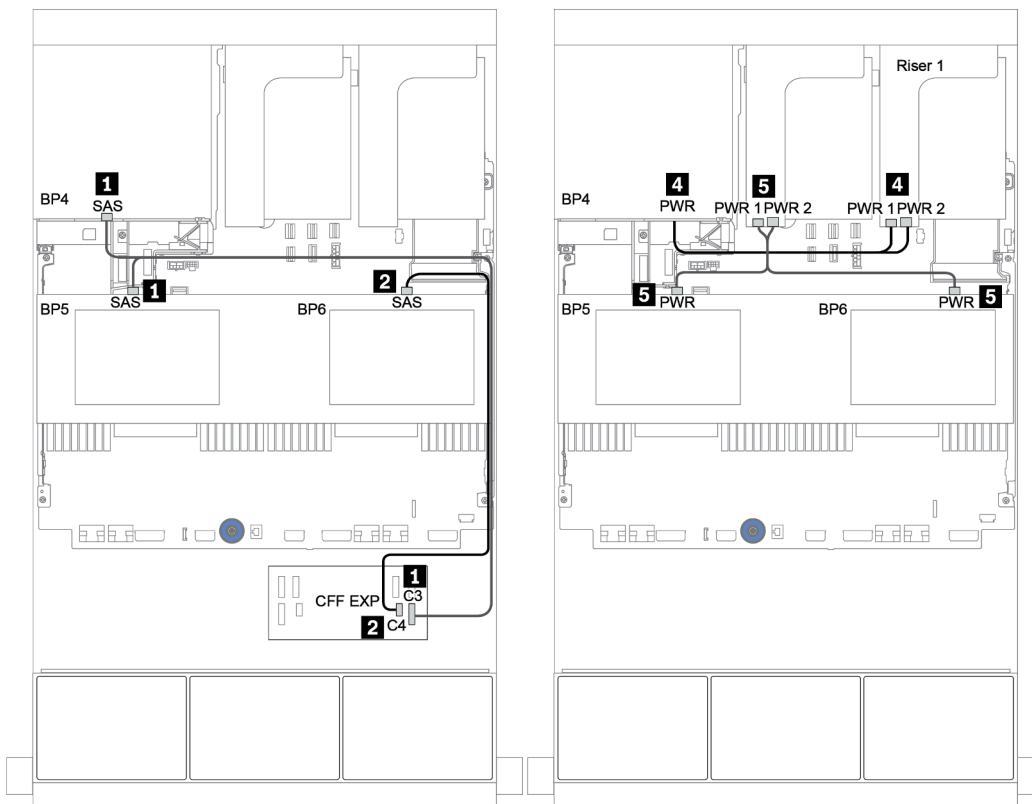 1
BP4
SAS
1
SAS
2
SAS
BP5
BP6
1
C3
CFF EXP
2
C4
Riser 1
BP4
4
PWR
5
PWR 1
PWR 2
4
PWR 1
PWR 2
5
PWR
PWR
5
BP5
BP6